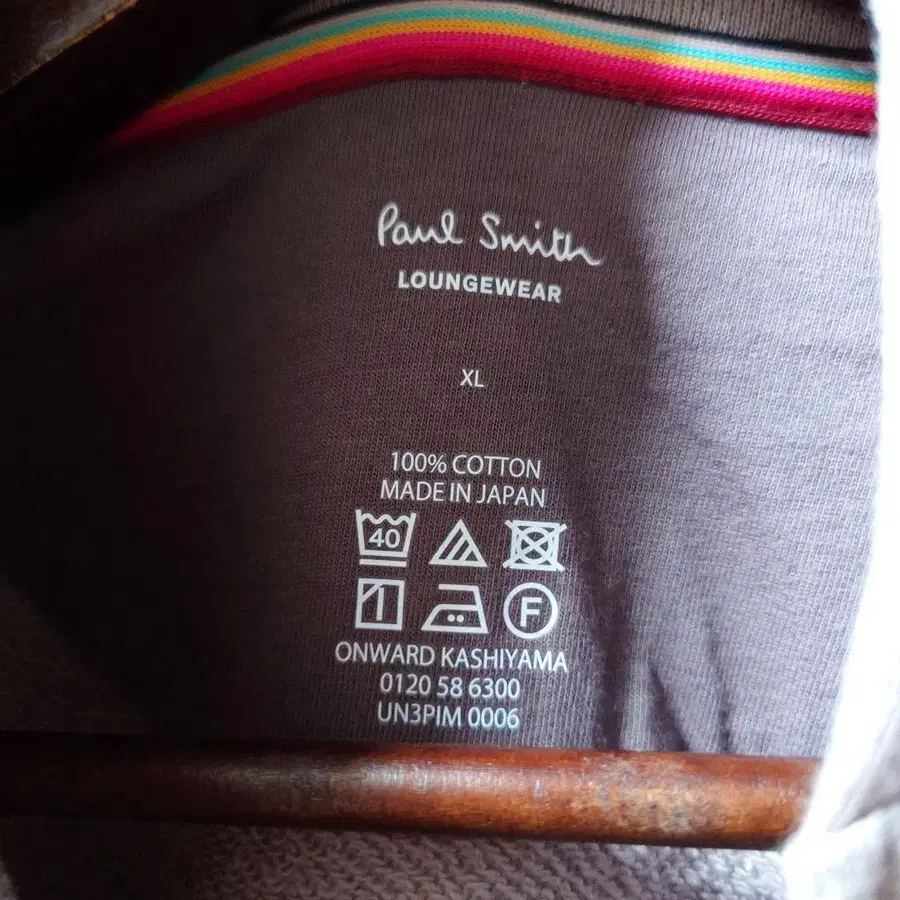 Paul Smith
LOUNGEWEAR
XL
100% COTTON
MADE IN JAPAN
40
F
ONWARD KASHIYAMA
0120 58 6300
UN3PIM 0006